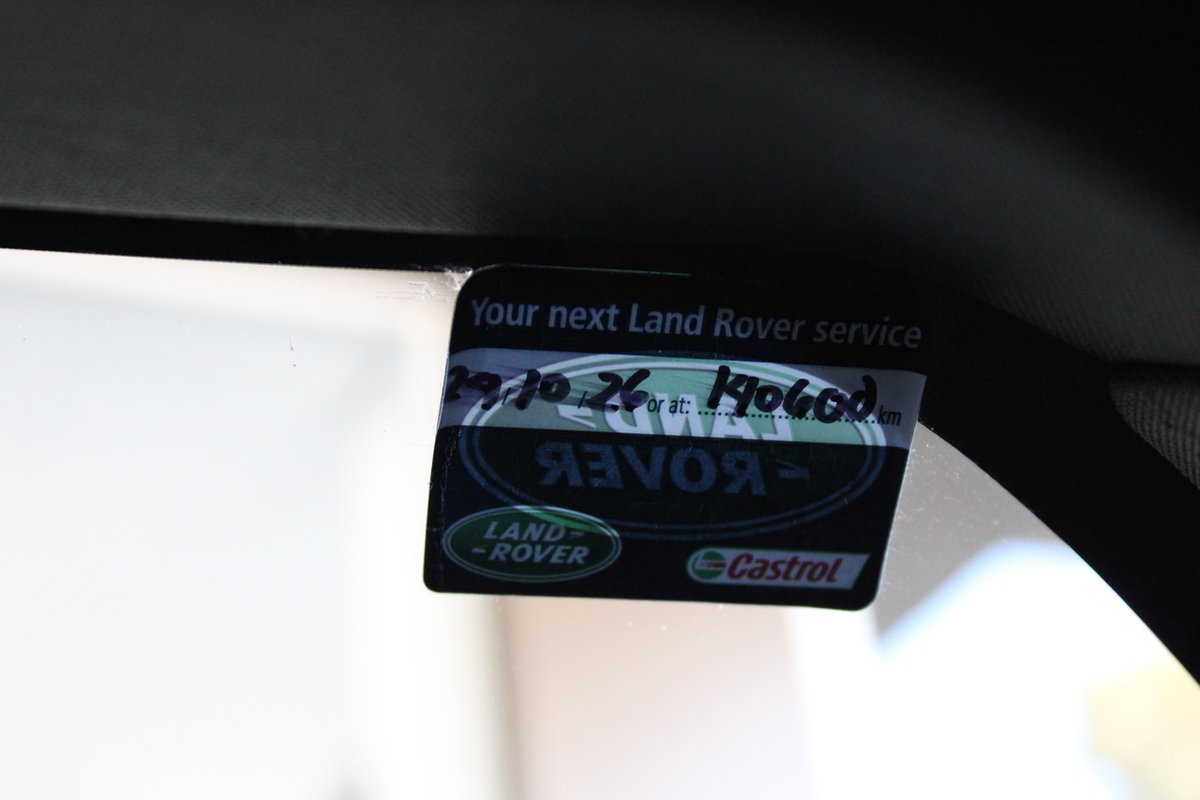 Your next Land Rover service
29/10/26 or at: 140600 km
LAND
ROVER
LAND-
-ROVER
Castrol